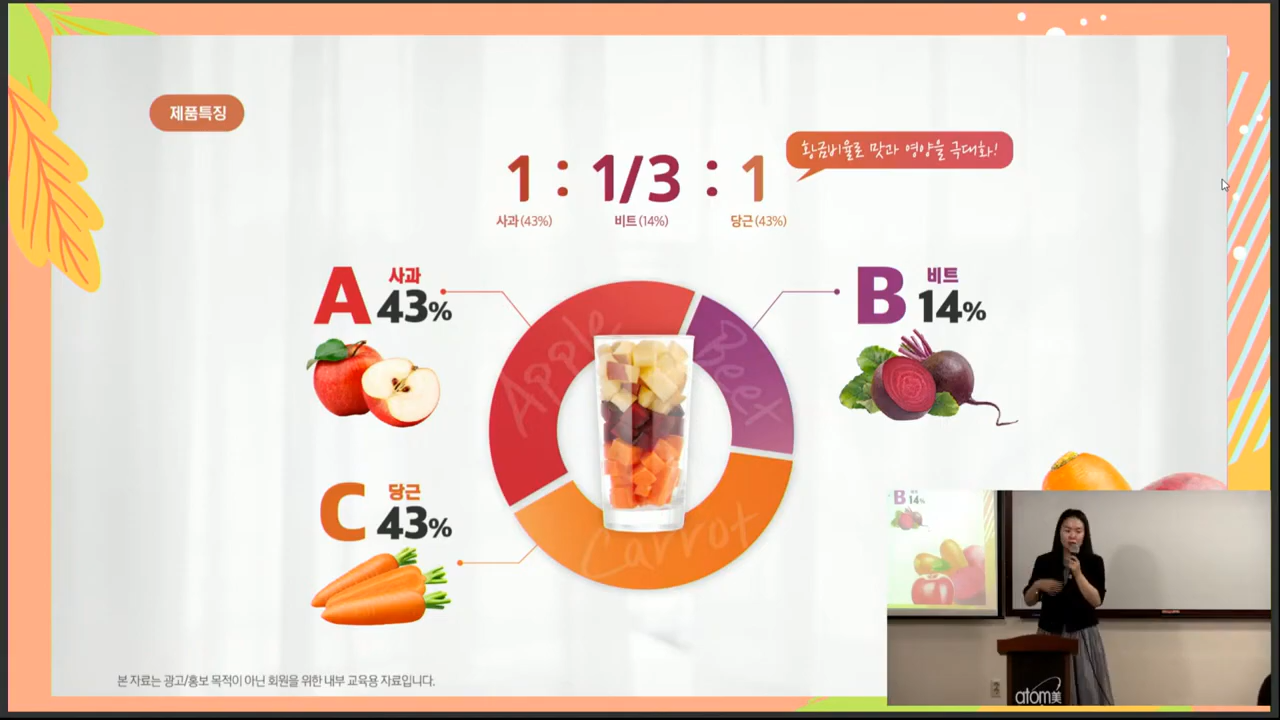 제품특징
황금비율로 맛과 영양을 극대화!
1 : 1/3 : 1
사과(43%) 비트(14%) 당근(43%)
A 사과 43%
B 비트 14%
C 당근 43%
Apple
Beet
Carrot
본 자료는 광고/홍보 목적이 아닌 회원을 위한 내부 교육용 자료입니다.
B 14%
atom美